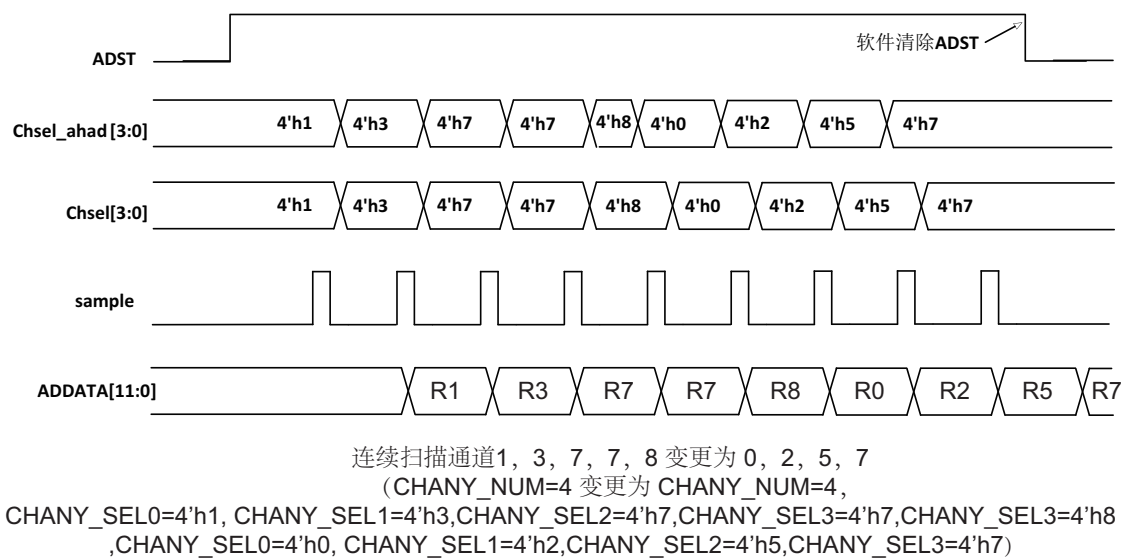 软件清除ADST
ADST
Chsel_ahad [3:0] 4'h1 4'h3 4'h7 4'h7 4'h8 4'h0 4'h2 4'h5 4'h7
Chsel[3:0] 4'h1 4'h3 4'h7 4'h7 4'h8 4'h0 4'h2 4'h5 4'h7
sample
ADDATA[11:0] R1 R3 R7 R7 R8 R0 R2 R5 R7
连续扫描通道1，3，7，7，8 变更为 0，2，5，7
（CHANY_NUM=4 变更为 CHANY_NUM=4，
CHANY_SEL0=4'h1, CHANY_SEL1=4'h3,CHANY_SEL2=4'h7,CHANY_SEL3=4'h7,CHANY_SEL3=4'h8
,CHANY_SEL0=4'h0, CHANY_SEL1=4'h2,CHANY_SEL2=4'h5,CHANY_SEL3=4'h7）